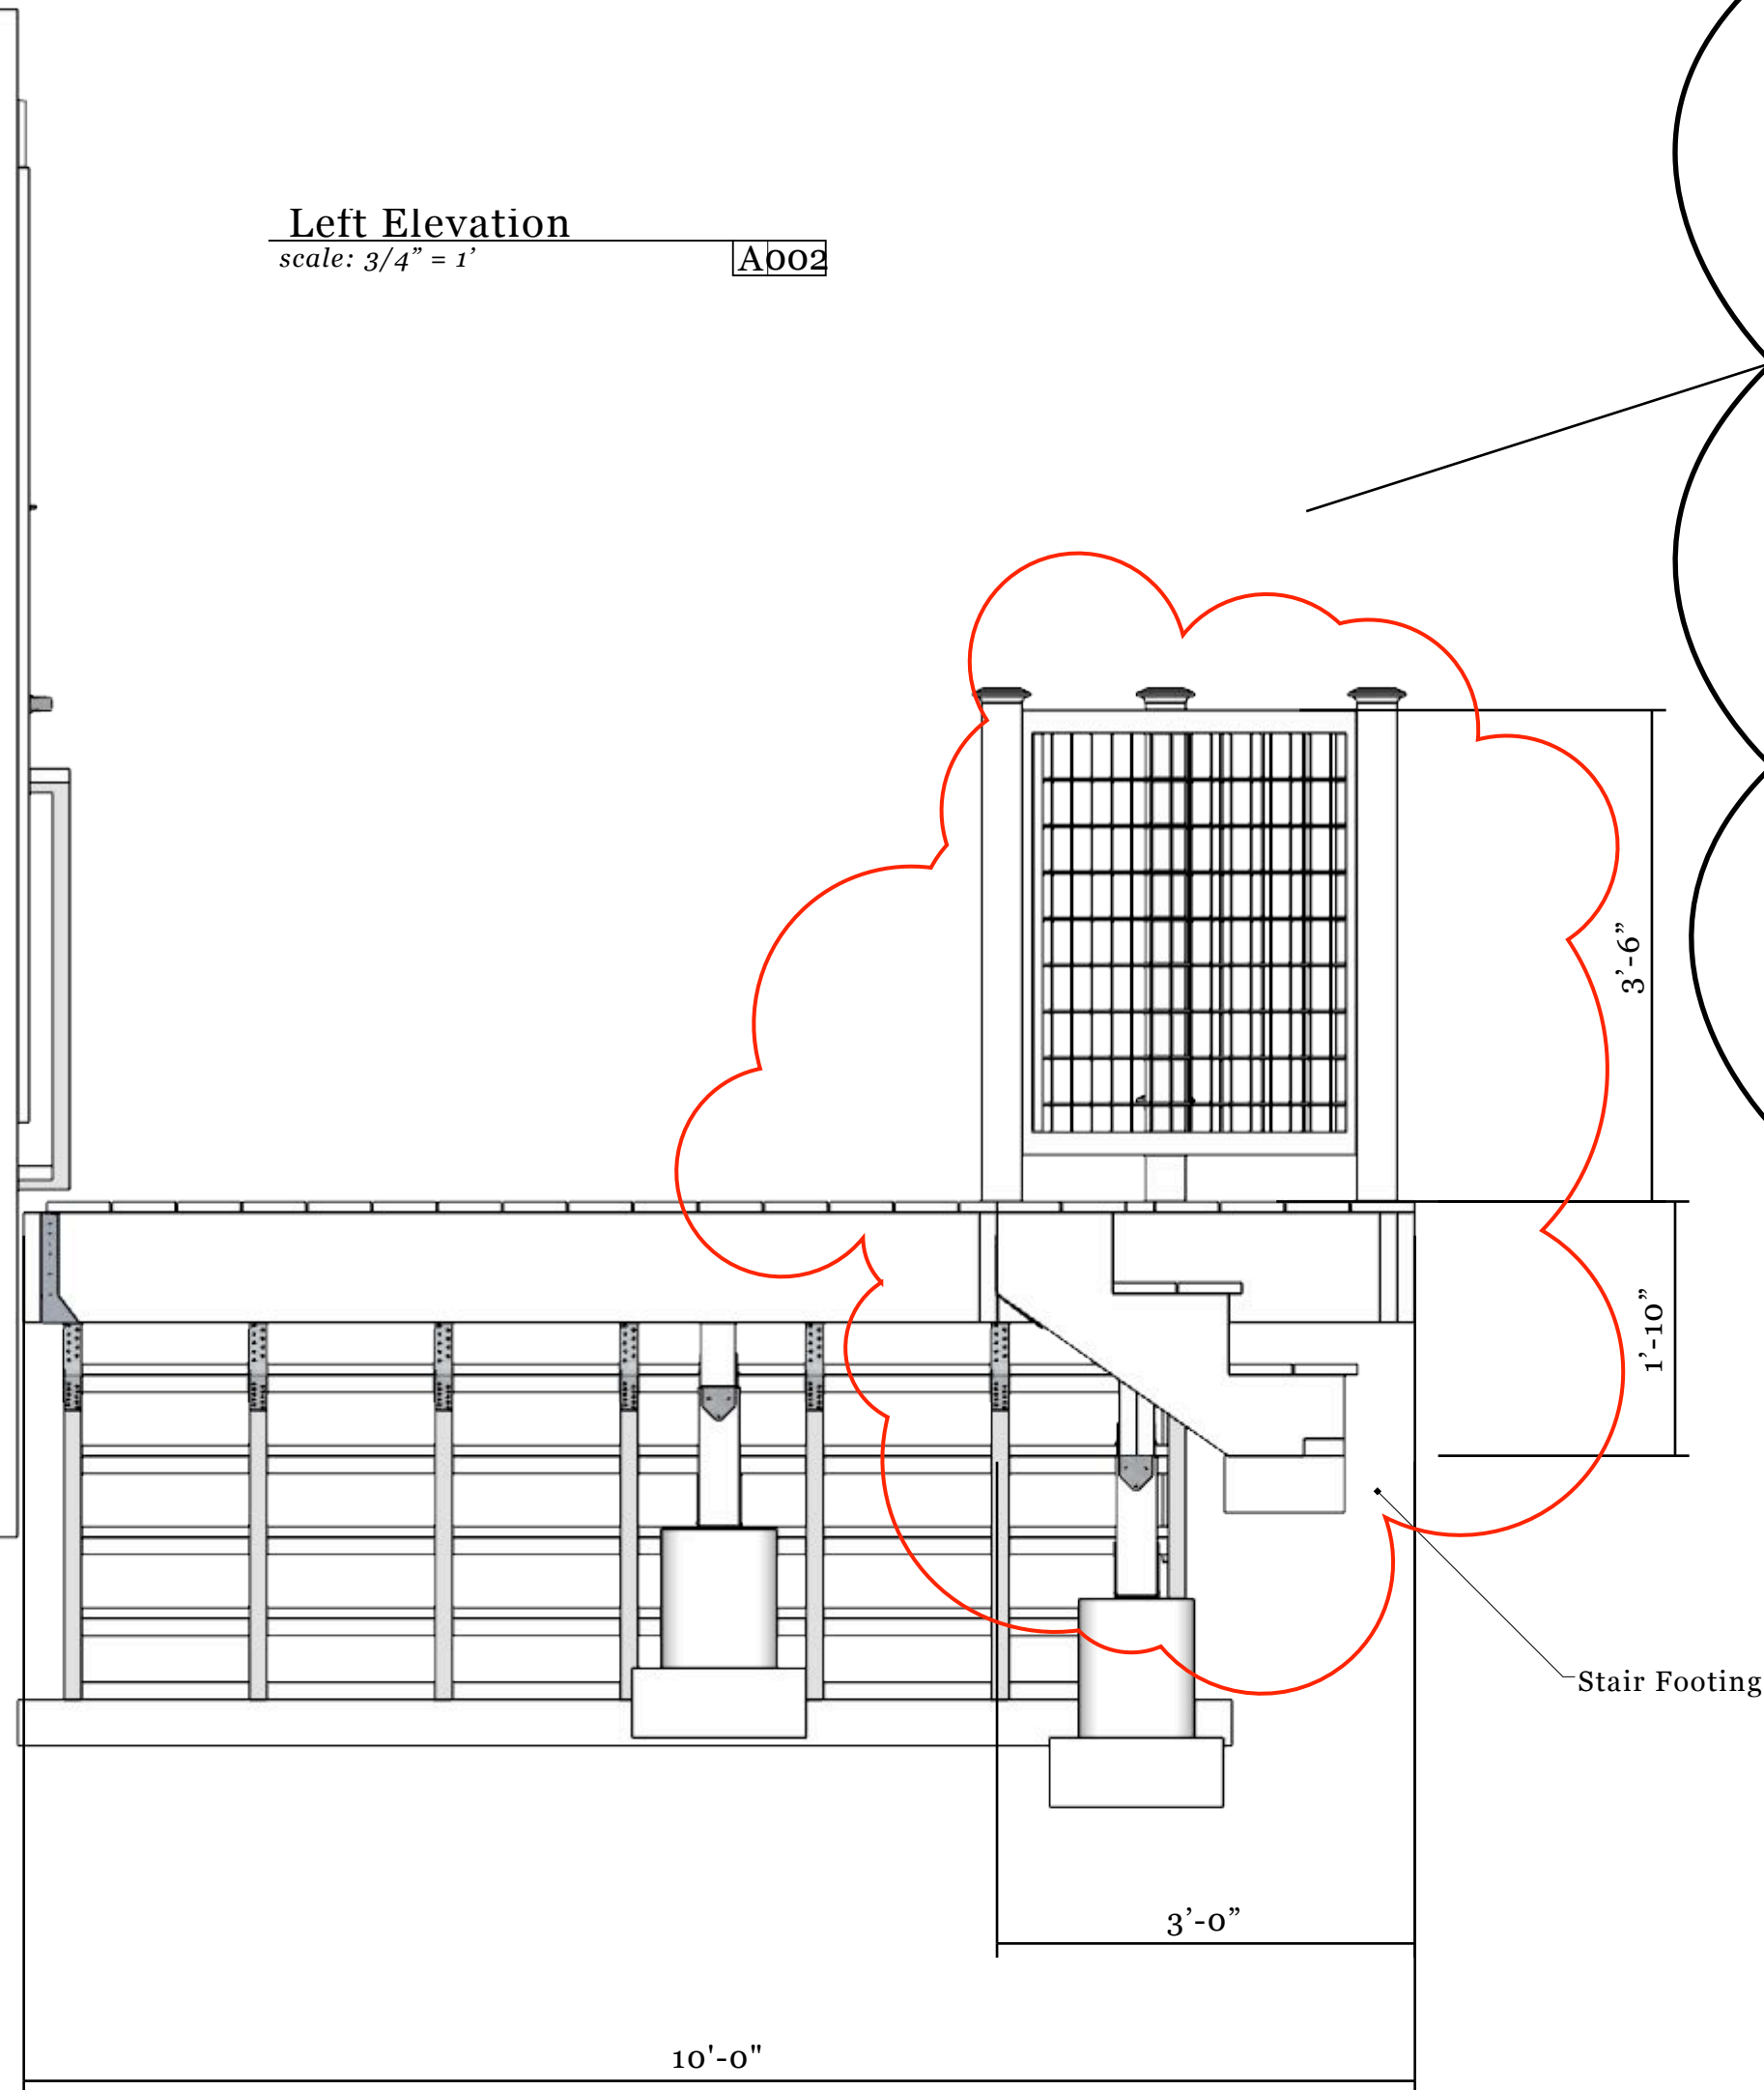 Left Elevation
scale: 3/4” = 1’
A002
3’-6”
1’-10”
Stair Footing
3’-0”
10'-0"